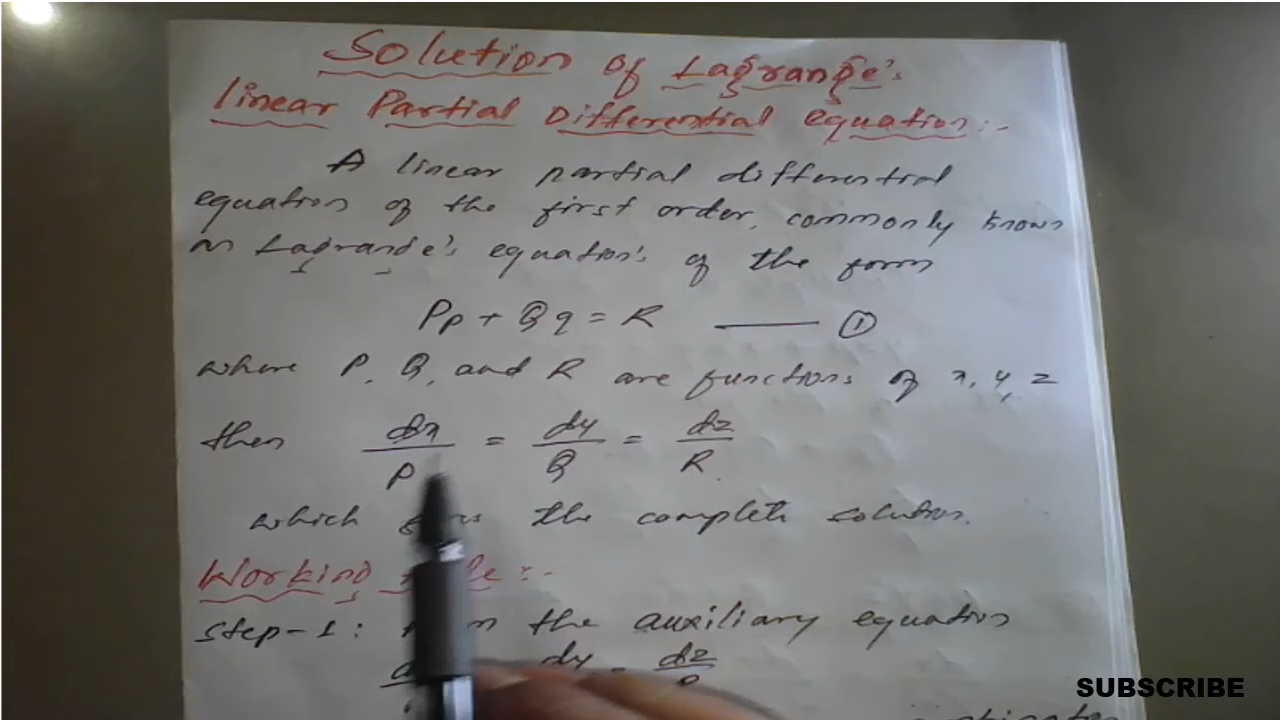 Solution of Lagrange's
Linear Partial Differential equation:-
A linear partial differential
equation of the first order, commonly known
as Lagrange's equation's of the form
Pp + Qq = R —— ①
where P, Q, and R are functions of x, y, z
then dx/P = dy/Q = dz/R
which the complete solution.
Working
Step-1: the auxiliary equation
dy dz
SUBSCRIBE